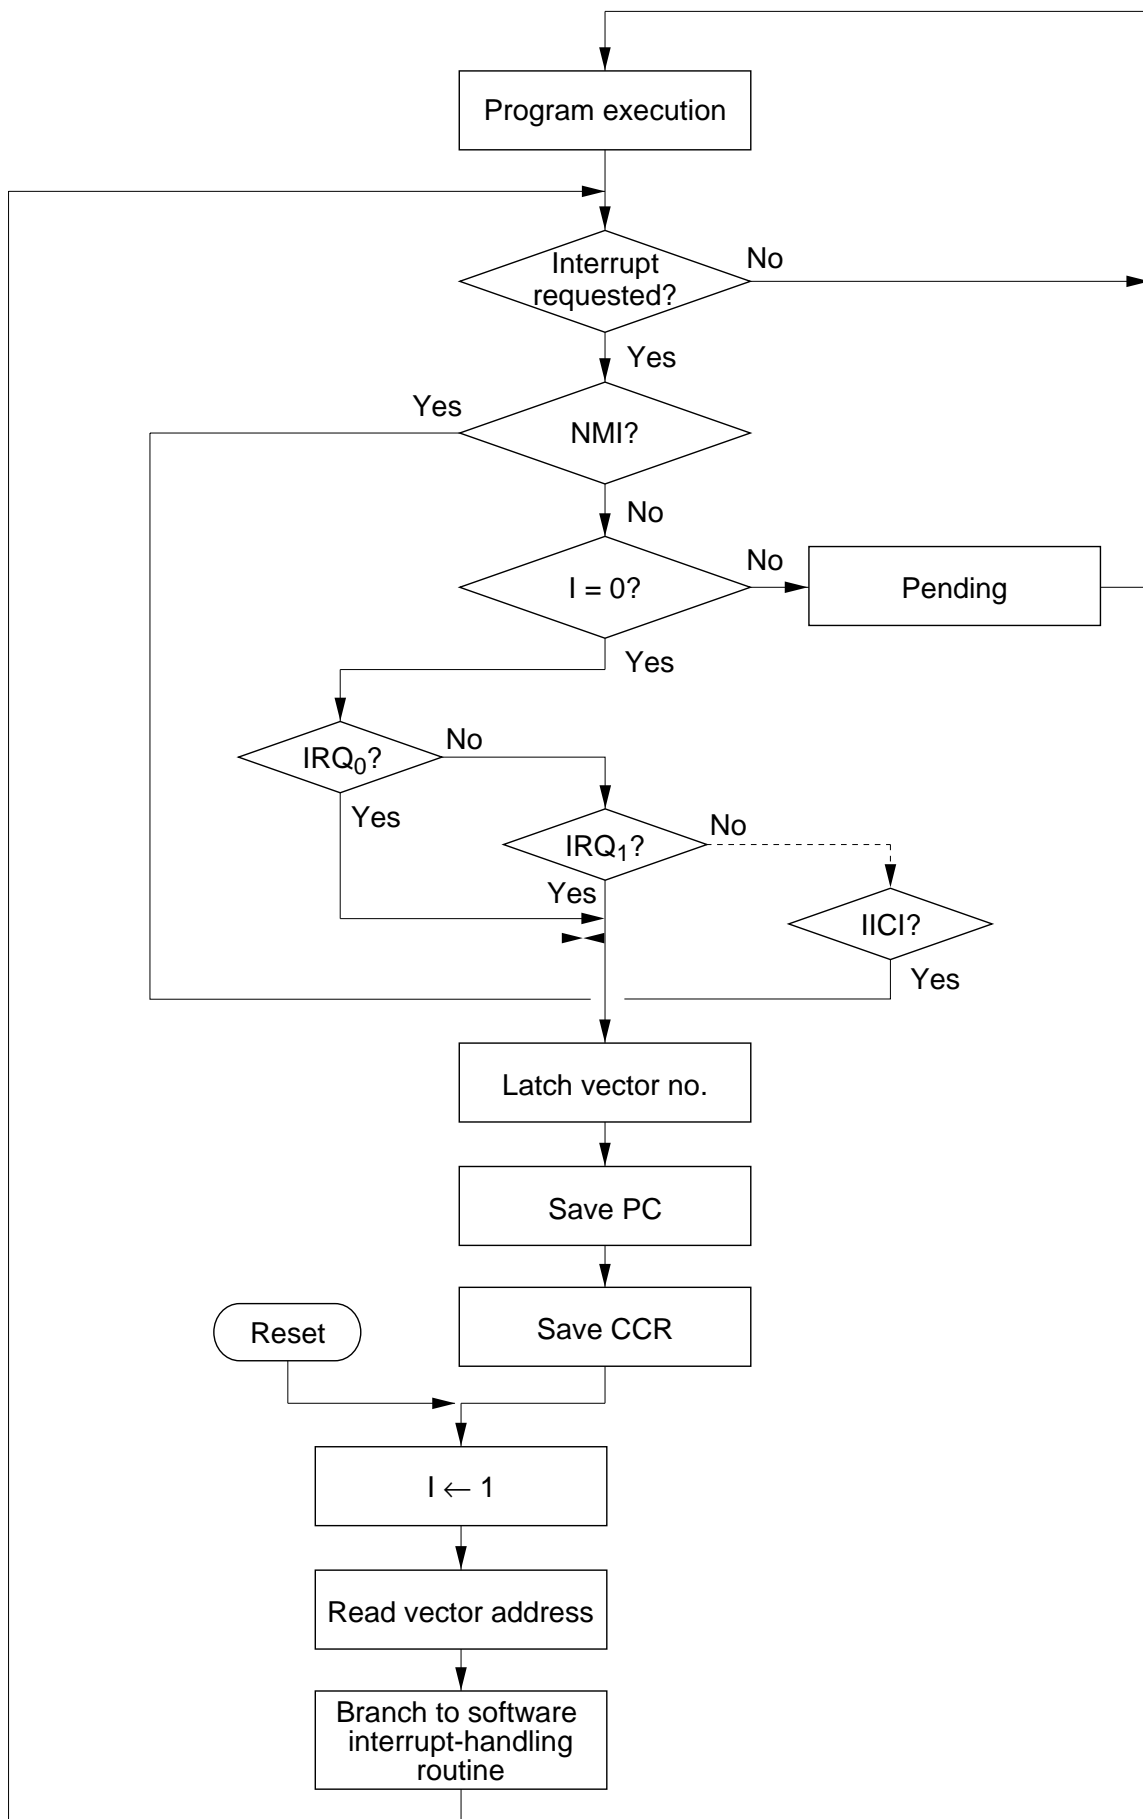 Program execution
Interrupt
requested?
No
Yes
Yes
NMI?
No
I = 0?
No
Pending
Yes
IRQ0?
No
Yes
IRQ1?
No
Yes
IICI?
Yes
Latch vector no.
Save PC
Save CCR
Reset
I ← 1
Read vector address
Branch to software
interrupt-handling
routine